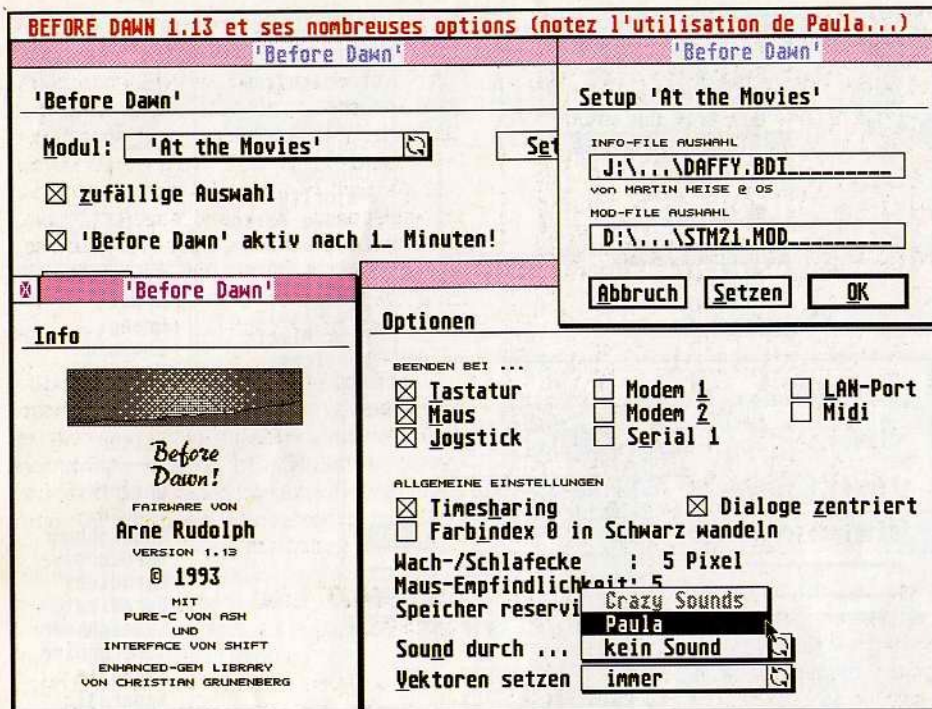 BEFORE DAWN 1.13 et ses nombreuses options (notez l'utilisation de Paula...)
'Before Dawn'
'Before Dawn'
Modul: 'At the Movies'
Set
zufällige Auswahl
'Before Dawn' aktiv nach 1_ Minuten!
'Before Dawn'
Setup 'At the Movies'
INFO-FILE AUSWAHL
J:\...\DAFFY.BDI_________
von MARTIN HEISE @ OS
MOD-FILE AUSWAHL
D:\...\STM21.MOD_________
Abbruch Setzen OK
'Before Dawn'
Info
Before
Dawn!
FAIRWARE VON
Arne Rudolph
VERSION 1.13
© 1993
MIT
PURE-C VON ASH
UND
INTERFACE VON SHIFT
ENHANCED-GEM LIBRARY
VON CHRISTIAN GRUNENBERG
Optionen
BEENDEN BEI ...
Tastatur Modem 1 LAN-Port
Maus Modem 2 Midi
Joystick Serial 1
ALLGEMEINE EINSTELLUNGEN
Timesharing Dialoge zentriert
Farbindex 0 in Schwarz wandeln
Wach-/Schlafecke : 5 Pixel
Maus-Empfindlichkeit: 5
Speicher reservi
Crazy Sounds
Paula
Sound durch ... kein Sound
Vektoren setzen immer